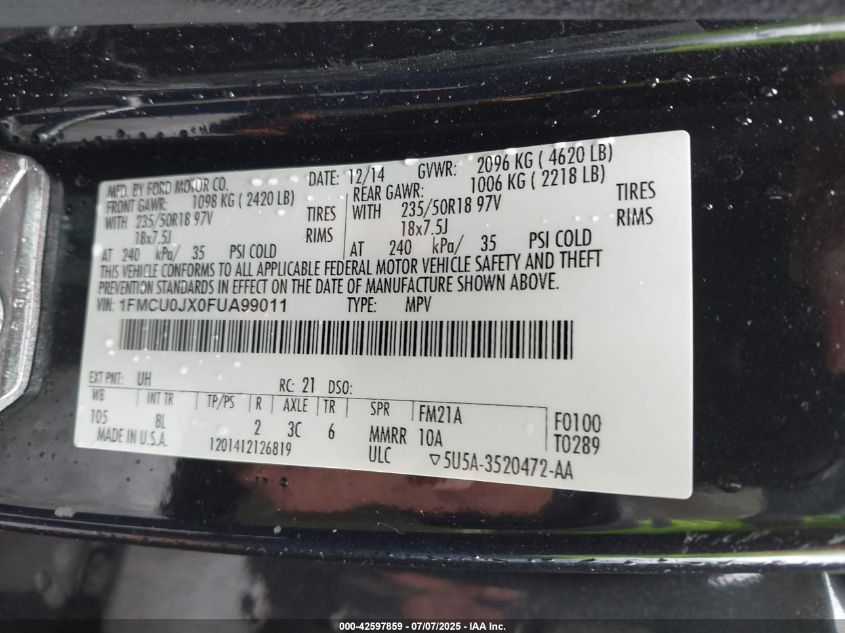 MFD. BY FORD MOTOR CO.
DATE: 12/14 GVWR: 2096 KG ( 4620 LB)
FRONT GAWR: 1098 KG ( 2420 LB)
REAR GAWR: 1006 KG ( 2218 LB)
WITH 235/50R18 97V TIRES
WITH 235/50R18 97V TIRES
18x7.5J RIMS
18x7.5J RIMS
AT 240 kPa/ 35 PSI COLD
AT 240 kPa/ 35 PSI COLD
THIS VEHICLE CONFORMS TO ALL APPLICABLE FEDERAL MOTOR VEHICLE SAFETY AND THEFT
PREVENTION STANDARDS IN EFFECT ON THE DATE OF MANUFACTURE SHOWN ABOVE.
VIN: 1FMCU0JX0FUA99011 TYPE: MPV
EXT PNT: UH RC: 21 DSO:
WB INT TR TP/PS R AXLE TR SPR FM21A F0100
105 8L 2 3C 6 MMRR 10A T0289
MADE IN U.S.A. 1201412126819 ULC ▽5U5A-3520472-AA
000-42597859 - 07/07/2025 - IAA Inc.